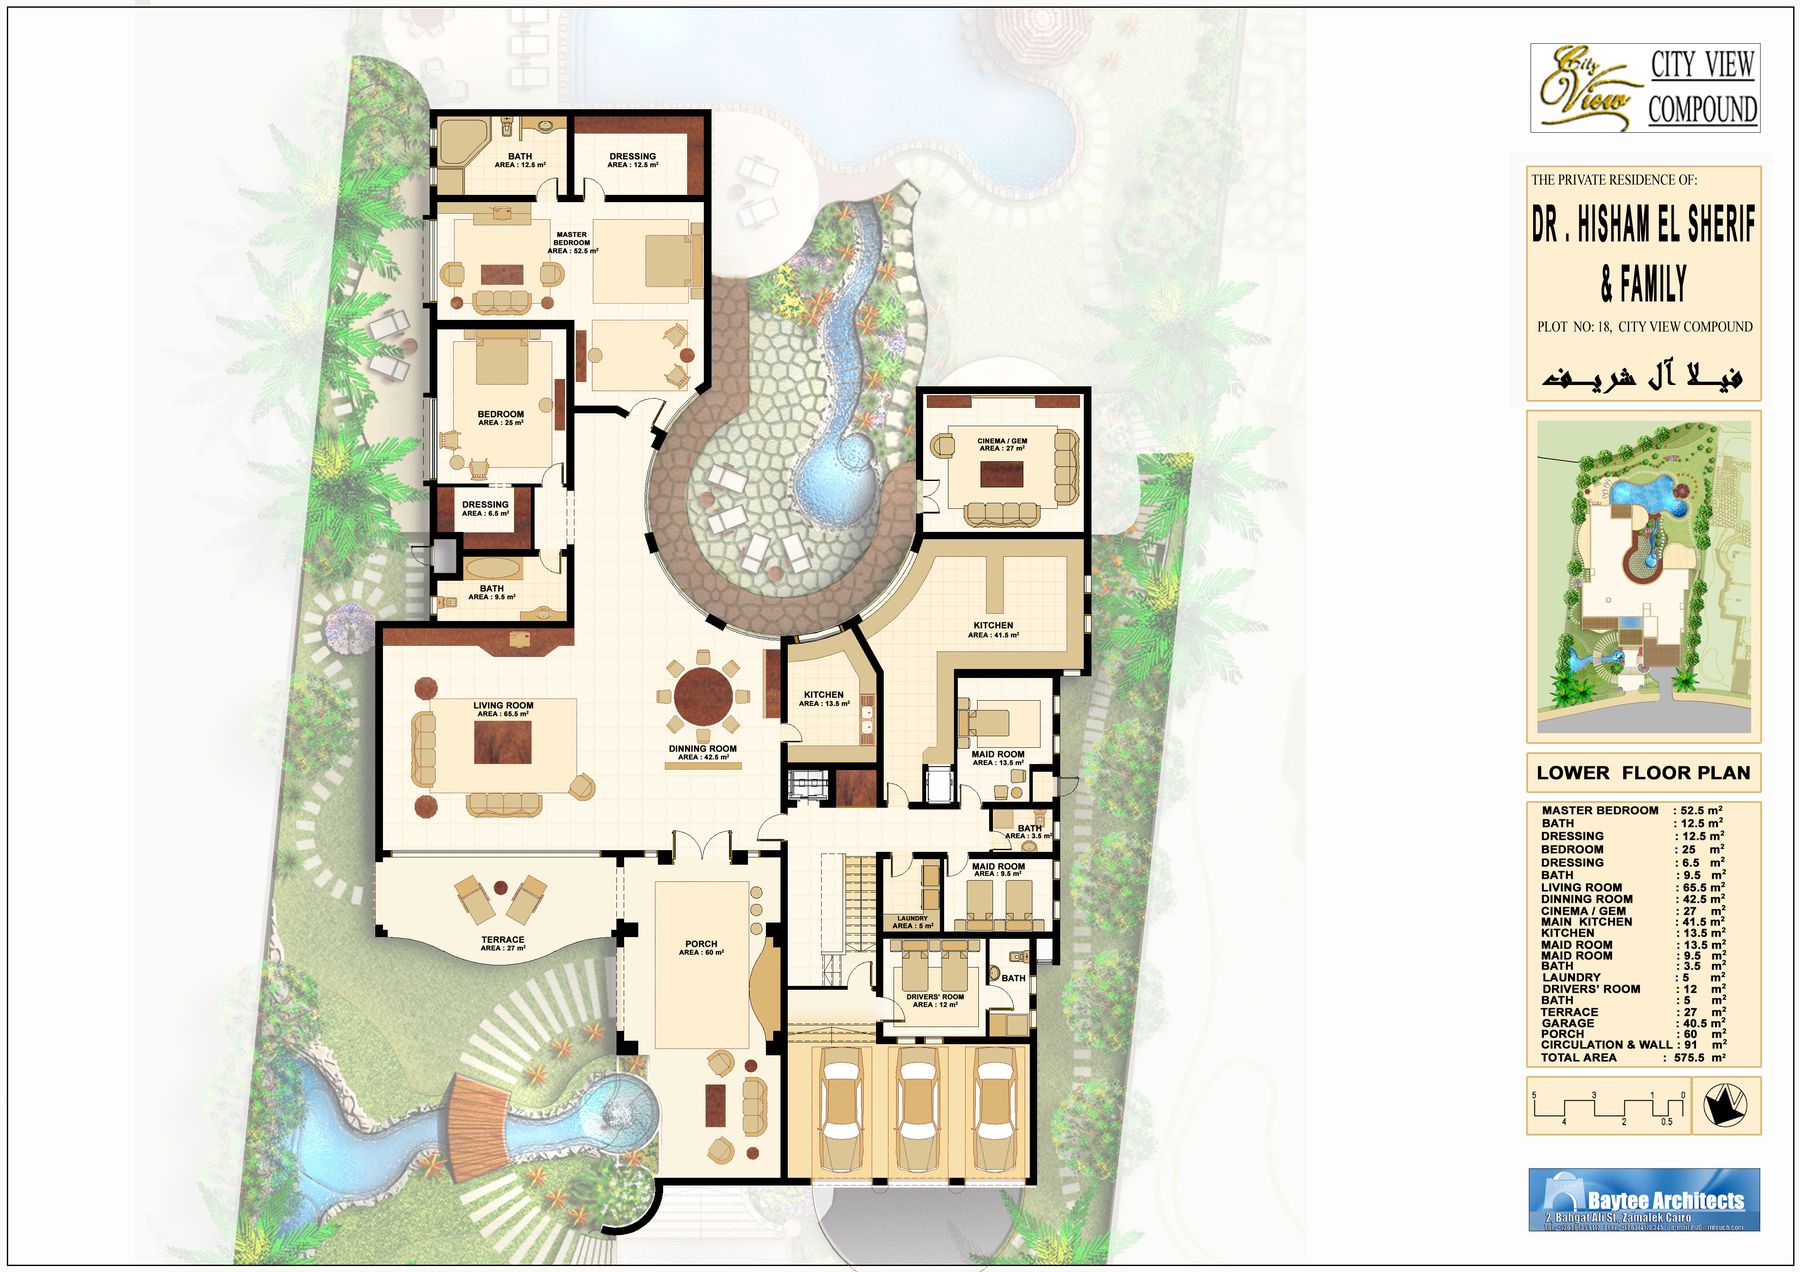 City
View
CITY VIEW
COMPOUND
THE PRIVATE RESIDENCE OF:
DR . HISHAM EL SHERIF
& FAMILY
PLOT NO: 18, CITY VIEW COMPOUND
فيلا آل شريف
LOWER FLOOR PLAN
MASTER BEDROOM : 52.5 m²
BATH : 12.5 m²
DRESSING : 12.5 m²
BEDROOM : 25 m²
DRESSING : 6.5 m²
BATH : 9.5 m²
LIVING ROOM : 65.5 m²
DINNING ROOM : 42.5 m²
CINEMA / GEM : 27 m²
MAIN KITCHEN : 41.5 m²
KITCHEN : 13.5 m²
MAID ROOM : 13.5 m²
MAID ROOM : 9.5 m²
BATH : 3.5 m²
LAUNDRY : 5 m²
DRIVERS' ROOM : 12 m²
BATH : 5 m²
TERRACE : 27 m²
GARAGE : 40.5 m²
PORCH : 60 m²
CIRCULATION & WALL : 91 m²
TOTAL AREA : 575.5 m²
5 3 1 0
4 2 0.5
Baytee Architects
2, Bahgat Ali St., Zamalek Cairo
BATH
AREA : 12.5 m²
DRESSING
AREA : 12.5 m²
MASTER
BEDROOM
AREA : 52.5 m²
BEDROOM
AREA : 25 m²
DRESSING
AREA : 6.5 m²
BATH
AREA : 9.5 m²
CINEMA / GEM
AREA : 27 m²
KITCHEN
AREA : 41.5 m²
KITCHEN
AREA : 13.5 m²
LIVING ROOM
AREA : 65.5 m²
DINNING ROOM
AREA : 42.5 m²
MAID ROOM
AREA : 13.5 m²
BATH
AREA : 3.5 m²
MAID ROOM
AREA : 9.5 m²
LAUNDRY
AREA : 5 m²
TERRACE
AREA : 27 m²
PORCH
AREA : 60 m²
DRIVERS' ROOM
AREA : 12 m²
BATH